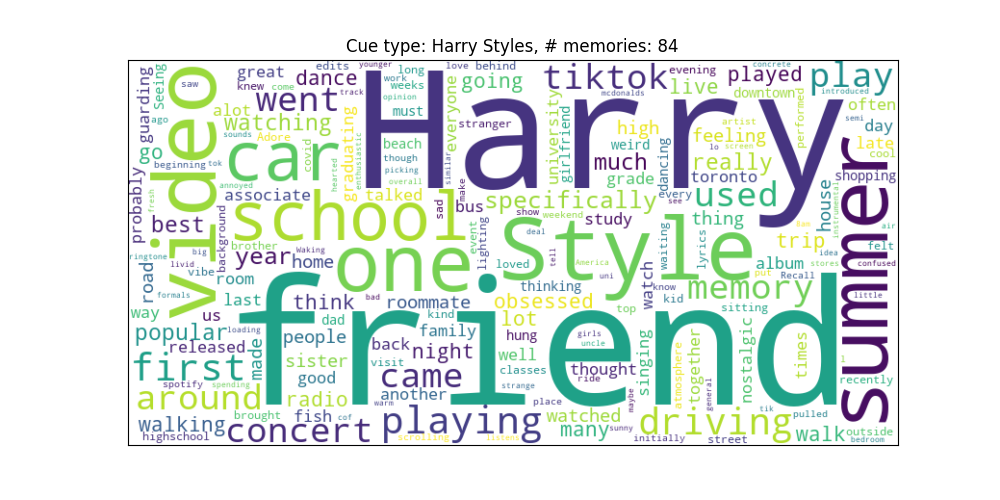 Cue type: Harry Styles, # memories: 84
guarding
Seeing
saw
video
great
knew
come
edits
younger
work
long
weeks
love behind
opinion
track
dance
went
Harry
tiktok
mcdonalds
evening
concrete
introduced
played
play
live
downtown
going
everyone
stranger
must
alot
watching
ago
go
beginning
tok
sounds
Adore
covid
graduating
enthusiastic
hearted
beach
though
picking
overall
similar
university
girlfriend
high
weird
much
grade
dancing
feeling
artist
lo
screen
really
toronto
performed
often
semi
day
late
cool
shopping
probably
fresh
annoyed
car
associate
talked
school
sad
make
bus
specifically
show
weekend
deal
study
every
see
used
thing
house
instrumental
summer
best
background
brother
year
home
Waking
one
Style
lighting
event
tell
America
uni
waiting
lyrics
trip
dan
idea
air
felt
ringtone
big
livid
road
vibe
room
formals
way
last
us
think
bad
roommate
loved
thinking
obsessed
watch
know
kid
memory
album
put
Recall
stores
confused
little
sitting
popular
released
loading
made
people
dad
kind
family
friend
lot
top
hung
girls
uncle
singing
atmosphere
together
general
nostalgic
times
l
recently
first
sister
good
back
night
visit
came
another
well
classes
strange
thought
ride
maybe
spotify
spending
around
radio
warm
place
tik
pulled
walking
brought
fish
cof
playing
watched
many
sunny
driving
walk
outside
bedroom
highschool
concert
scrolling
listens
initially
street